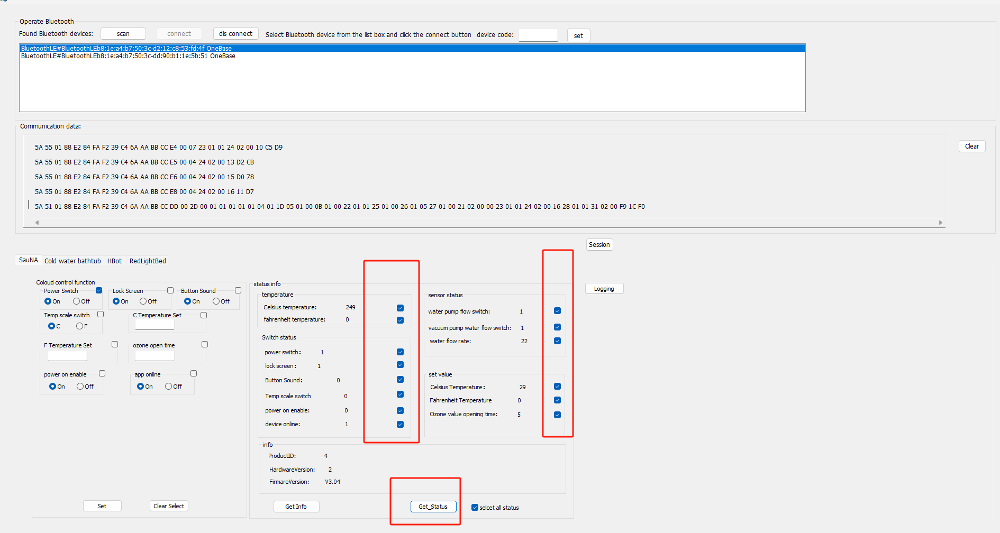 Operate Bluetooth
Found Bluetooth devices: scan connect dis connect Select Bluetooth device from the list box and click the connect button device code: set
BluetoothLE#BluetoothLEb8:1e:a4:b7:50:3c-d2:12:c8:53:fd:4f OneBase
BluetoothLE#BluetoothLEb8:1e:a4:b7:50:3c-dd:90:b1:1e:5b:51 OneBase
Communication data:
5A 55 01 88 E2 84 FA F2 39 C4 6A AA BB CC E4 00 07 23 01 01 24 02 00 10 C5 D9
Clear
5A 55 01 88 E2 84 FA F2 39 C4 6A AA BB CC E5 00 04 24 02 00 13 D2 CB
5A 55 01 88 E2 84 FA F2 39 C4 6A AA BB CC E6 00 04 24 02 00 15 D0 78
5A 55 01 88 E2 84 FA F2 39 C4 6A AA BB CC E8 00 04 24 02 00 16 11 D7
5A 51 01 88 E2 84 FA F2 39 C4 6A AA BB CC DD 00 2D 00 01 01 01 01 01 04 01 1D 05 01 00 0B 01 00 22 01 01 25 01 00 26 01 05 27 01 00 21 02 00 00 23 01 01 24 02 00 16 28 01 01 31 02 00 F9 1C F0
Session
SauNA Cold water bathtub HBot RedLightBed
Coloud control function
Power Switch Lock Screen Button Sound
On Off On Off On Off
Temp scale switch C Temperature Set
C F
F Temperature Set ozone open time
power on enable app online
On Off On Off
Set Clear Select
status info
temperature
Celsius temperature: 249
fahrenheit temperature: 0
Switch status
power switch: 1
lock screen: 1
Button Sound: 0
Temp scale switch 0
power on enable: 0
device online: 1
sensor status
water pump flow switch: 1
vacuum pump water flow switch: 1
water flow rate: 22
set value
Celsius Temperature: 29
Fahrenheit Temperature 0
Ozone value opening time: 5
info
ProductID: 4
HardwareVersion: 2
FirmareVersion: V3.04
Get Info Get_Status selcet all status
Logging